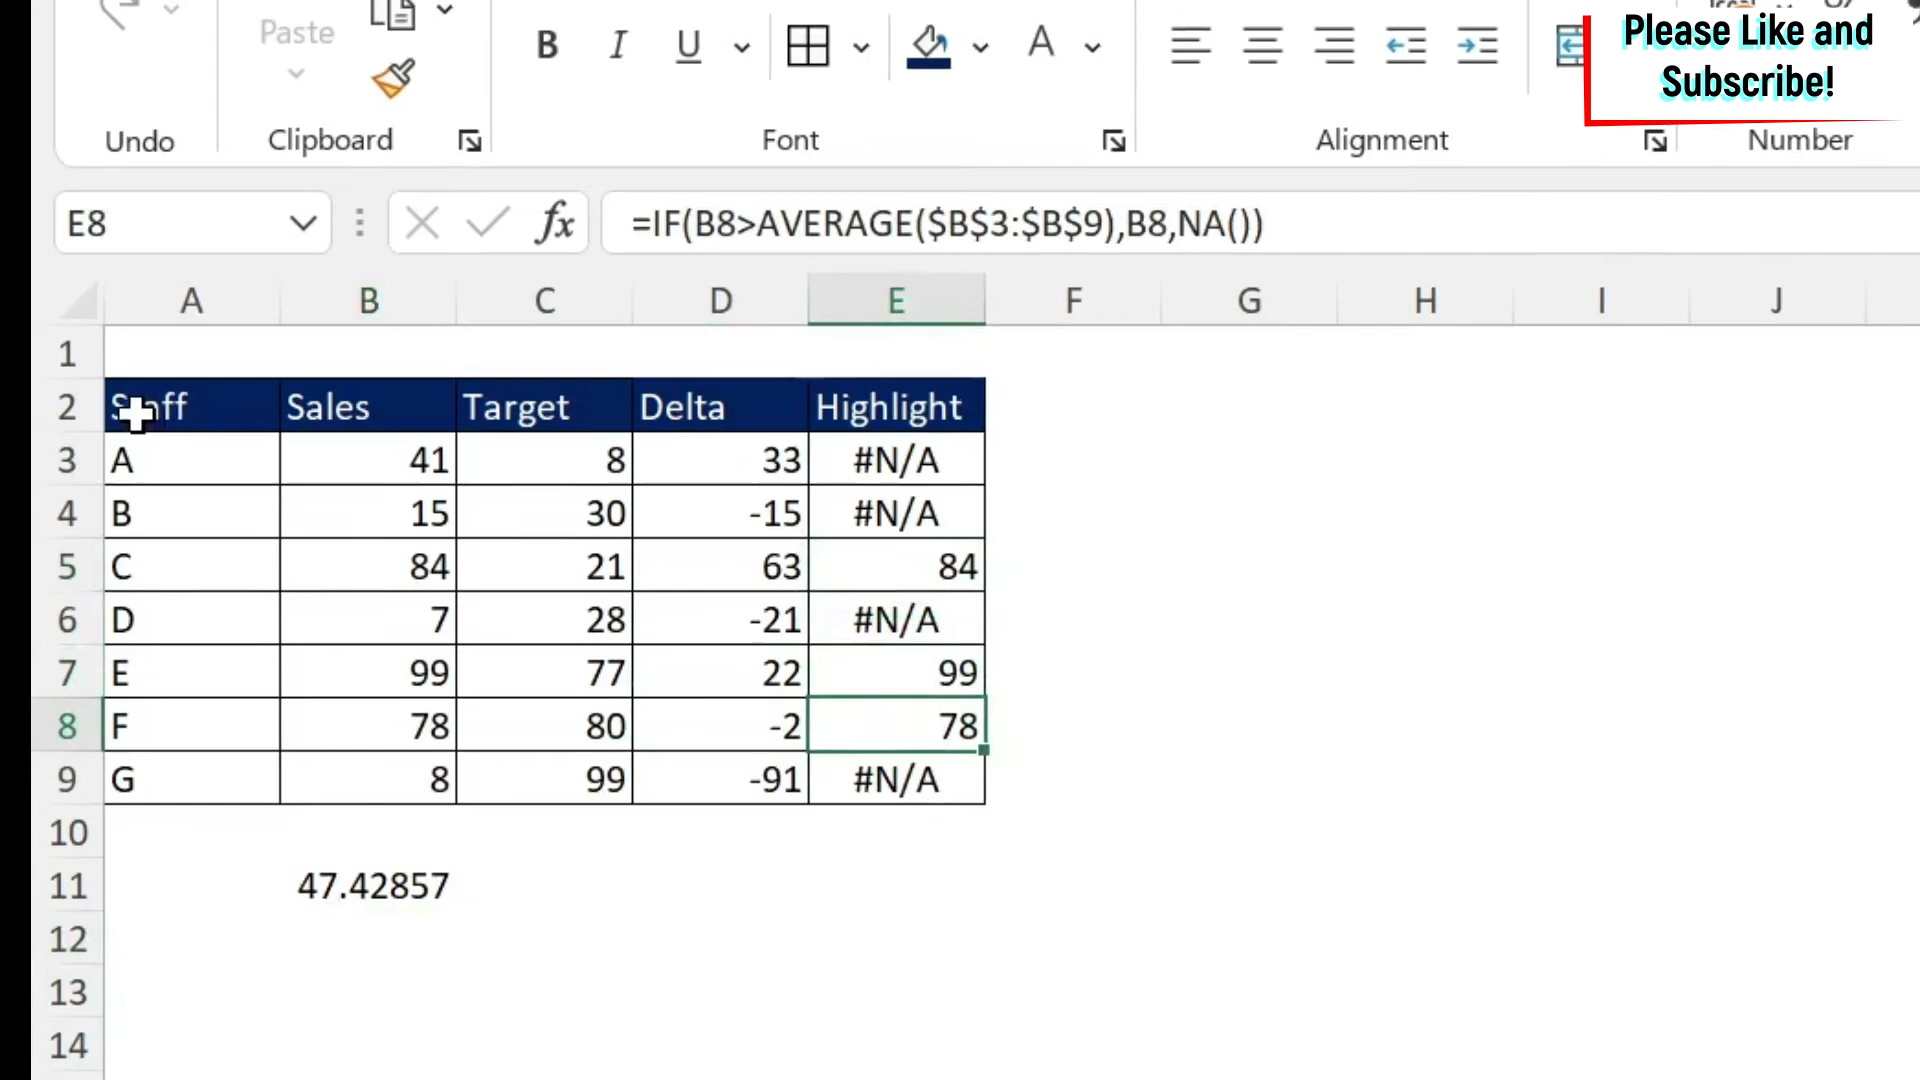 Please Like and
Subscribe!
Paste
B I U A
Undo Clipboard Font Alignment Number
E8 fx =IF(B8>AVERAGE($B$3:$B$9),B8,NA())
A B C D E F G H I J
1
2 Staff Sales Target Delta Highlight
3 A 41 8 33 #N/A
4 B 15 30 -15 #N/A
5 C 84 21 63 84
6 D 7 28 -21 #N/A
7 E 99 77 22 99
8 F 78 80 -2 78
9 G 8 99 -91 #N/A
10
11 47.42857
12
13
14